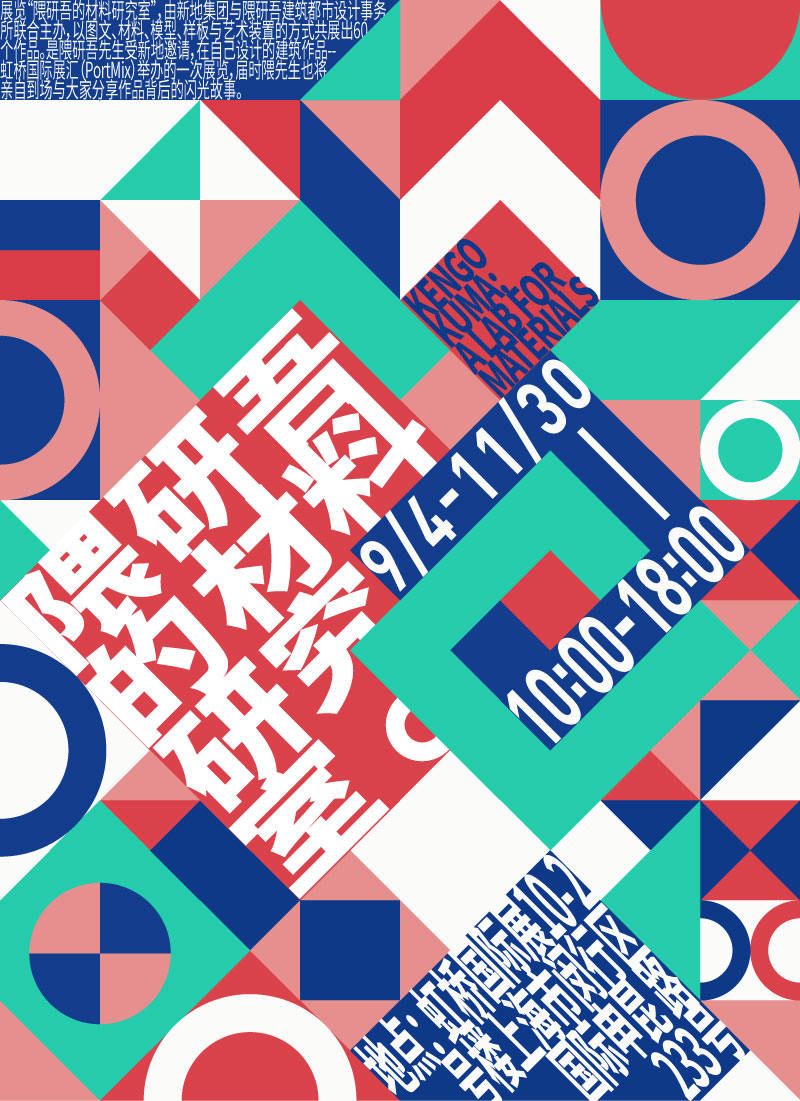 展览“隈研吾的材料研究室”, 由新地集团与隈研吾建筑都市设计事务
所联合主办, 以图文、材料、模型、样板与艺术装置的方式共展出60
个作品。是隈研吾先生受新地邀请, 在自己设计的建筑作品—
虹桥国际展汇 (PortMix) 举办的一次展览, 届时隈先生也将
亲自到场与大家分享作品背后的闪光故事。
KENGO
KUMA:
A LAB FOR
MATERIALS
隈研吾
的材料
研究
室
9/4-11/30
10:00-18:00
地点: 虹桥国际展10-2
号楼 上海市闵行区
国际申昆路
233号